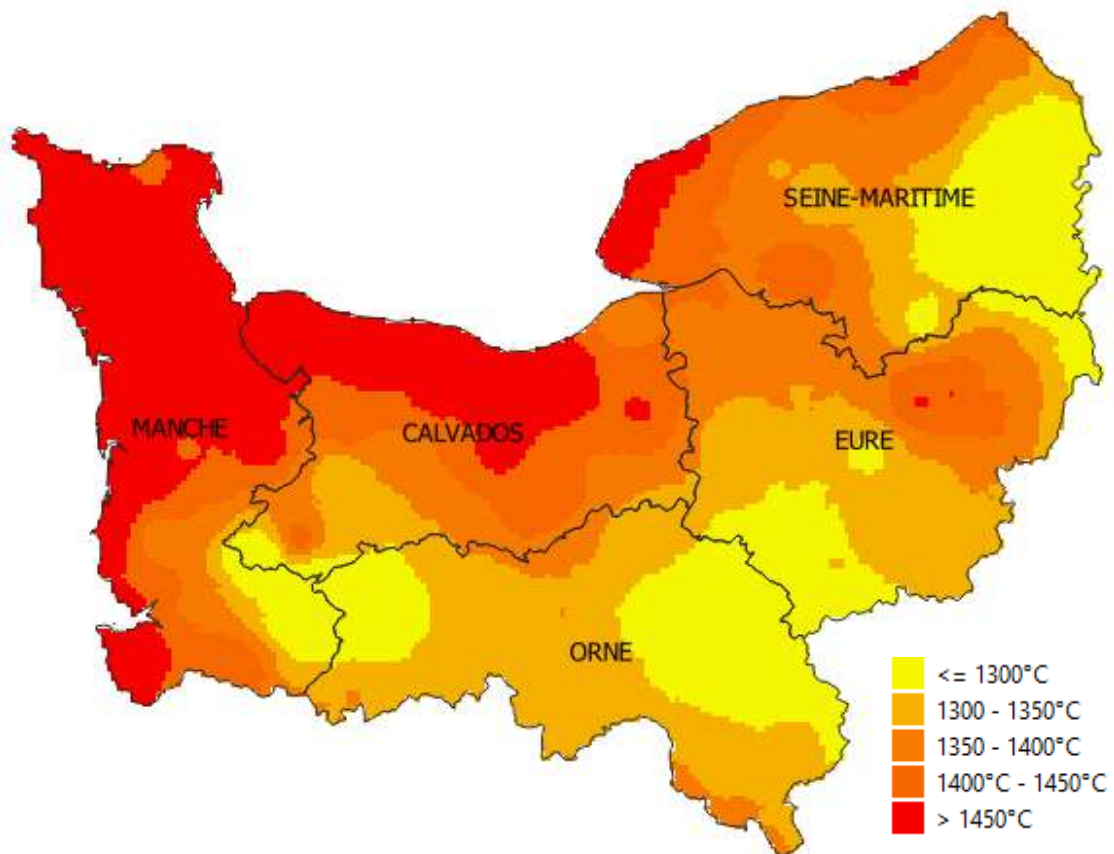 SEINE-MARITIME
MANCHE
CALVADOS
EURE
ORNE
<= 1300°C
1300 - 1350°C
1350 - 1400°C
1400°C - 1450°C
> 1450°C